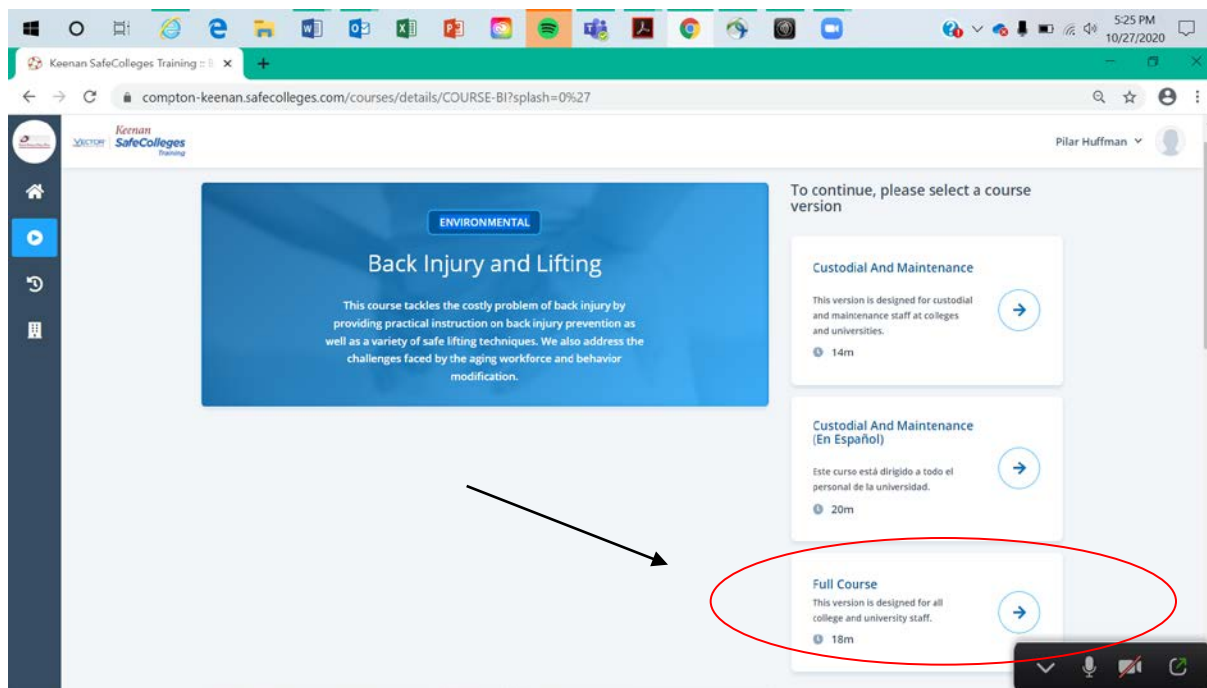 5:25 PM
10/27/2020
Keenan SafeColleges Training :: B
compton-keenan.safecolleges.com/courses/details/COURSE-BI?splash=0%27
VECTOR
Keenan
SafeColleges
Training
Pilar Huffman
ENVIRONMENTAL
Back Injury and Lifting
This course tackles the costly problem of back injury by
providing practical instruction on back injury prevention as
well as a variety of safe lifting techniques. We also address the
challenges faced by the aging workforce and behavior
modification.
To continue, please select a course
version
Custodial And Maintenance
This version is designed for custodial
and maintenance staff at colleges
and universities.
14m
Custodial And Maintenance
(En Español)
Este curso está dirigido a todo el
personal de la universidad.
20m
Full Course
This version is designed for all
college and university staff.
18m